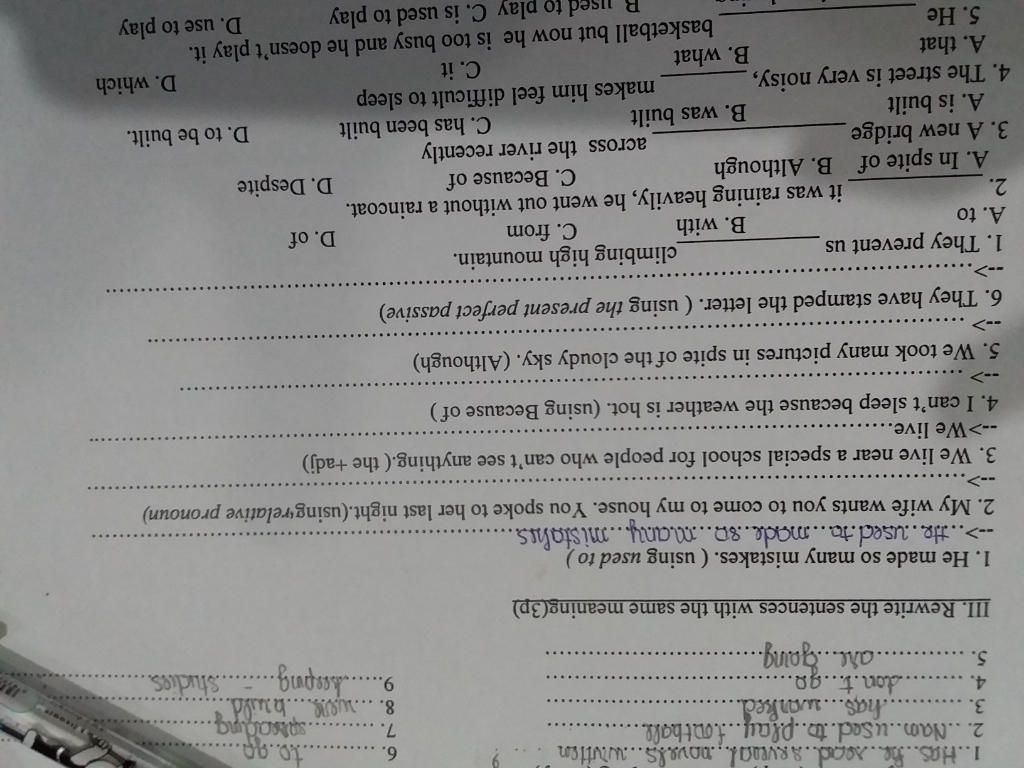 1. Has he read several novels written ?
2. Nam used to play football
3. has worked
4. don't go
5. are going
6. to go
7. spreading
8. were build
9. keeping - studies
III. Rewrite the sentences with the same meaning(3p)
1. He made so many mistakes. ( using used to )
--> He used to made so many mistakes
2. My wife wants you to come to my house. You spoke to her last night.(using relative pronoun)
-->
3. We live near a special school for people who can't see anything.( the +adj)
-->We live
4. I can't sleep because the weather is hot. (using Because of )
-->
5. We took many pictures in spite of the cloudy sky. (Although)
-->
6. They have stamped the letter. ( using the present perfect passive)
-->
1. They prevent us ________ climbing high mountain.
A. to B. with C. from D. of
2. ________ it was raining heavily, he went out without a raincoat.
A. In spite of B. Although C. Because of D. Despite
3. A new bridge ________ across the river recently
A. is built B. was built C. has been built D. to be built.
4. The street is very noisy, ________ makes him feel difficult to sleep
A. that B. what C. it D. which
5. He ________ basketball but now he is too busy and he doesn't play it.
B. used to play C. is used to play D. use to play